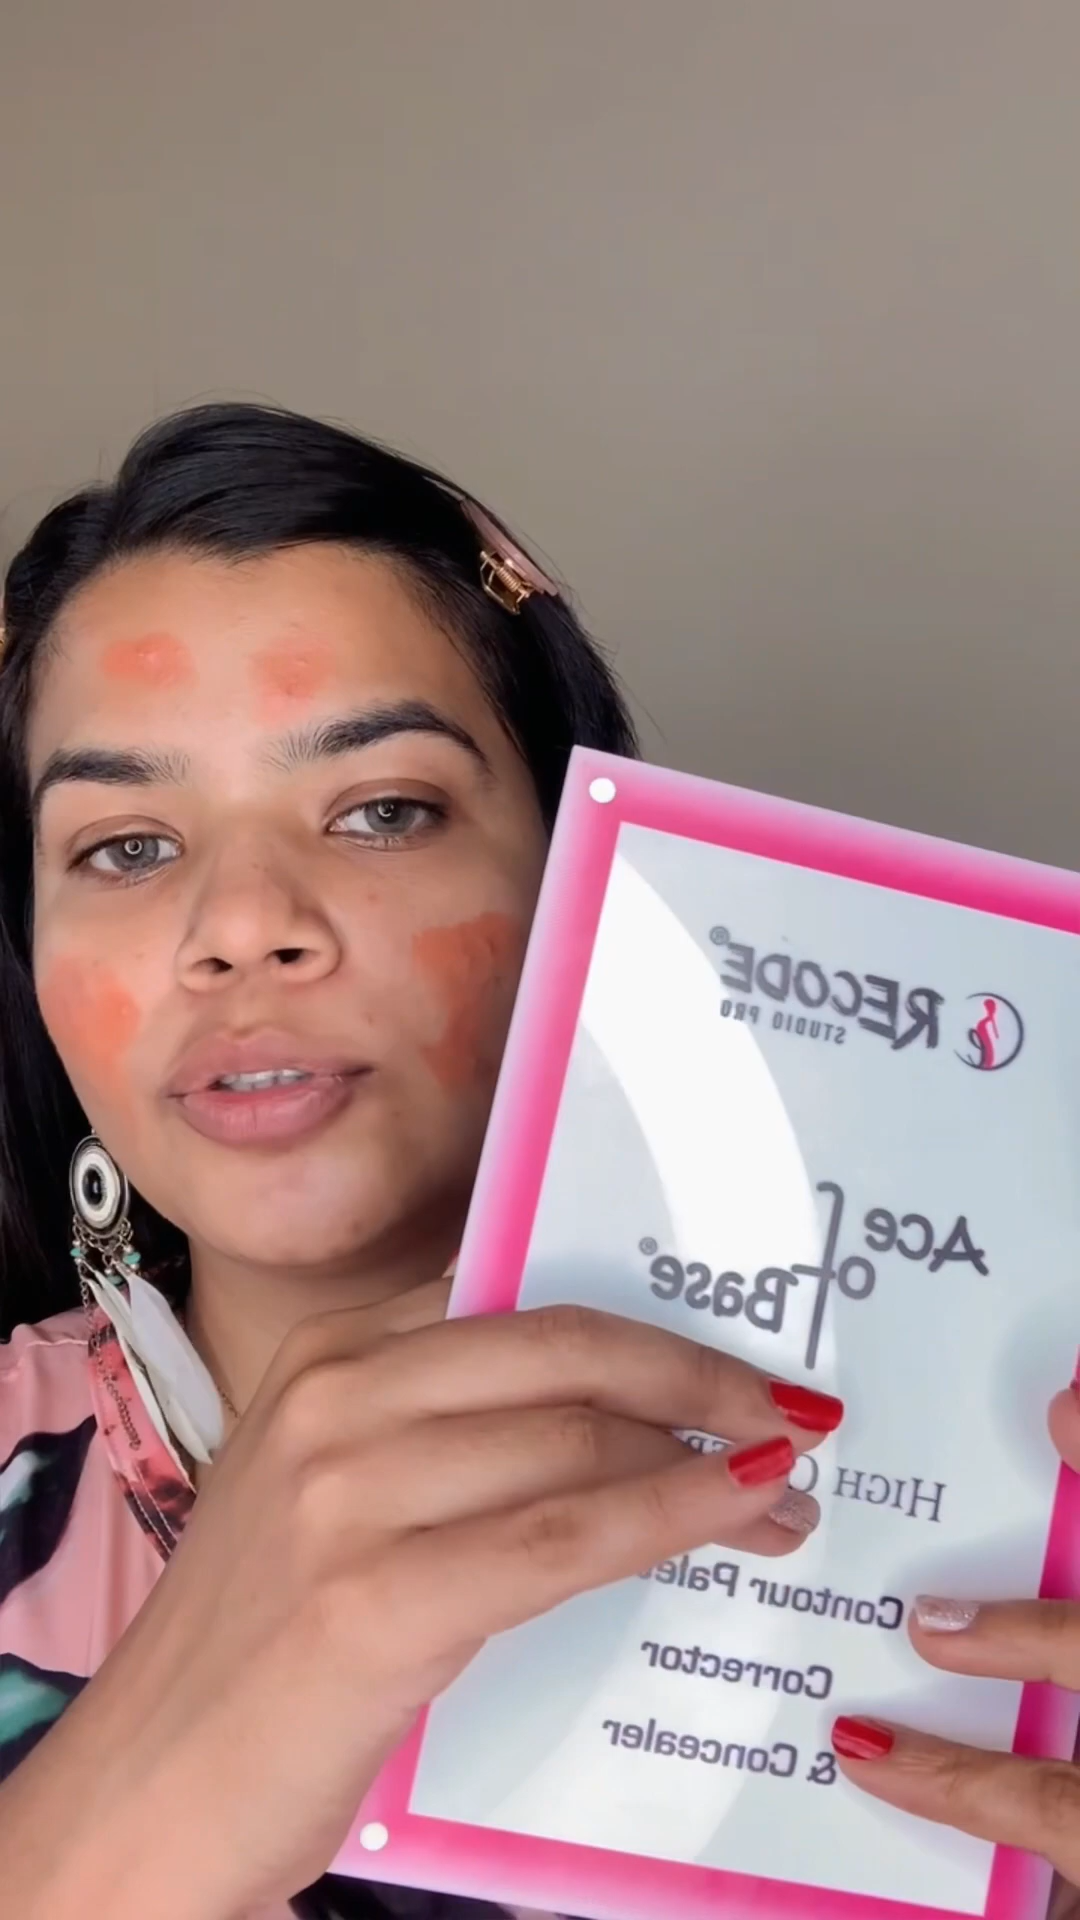 RECODE®
STUDIO PRO
Ace
of
Base®
HIGH
Contour
Corrector
& Concealer